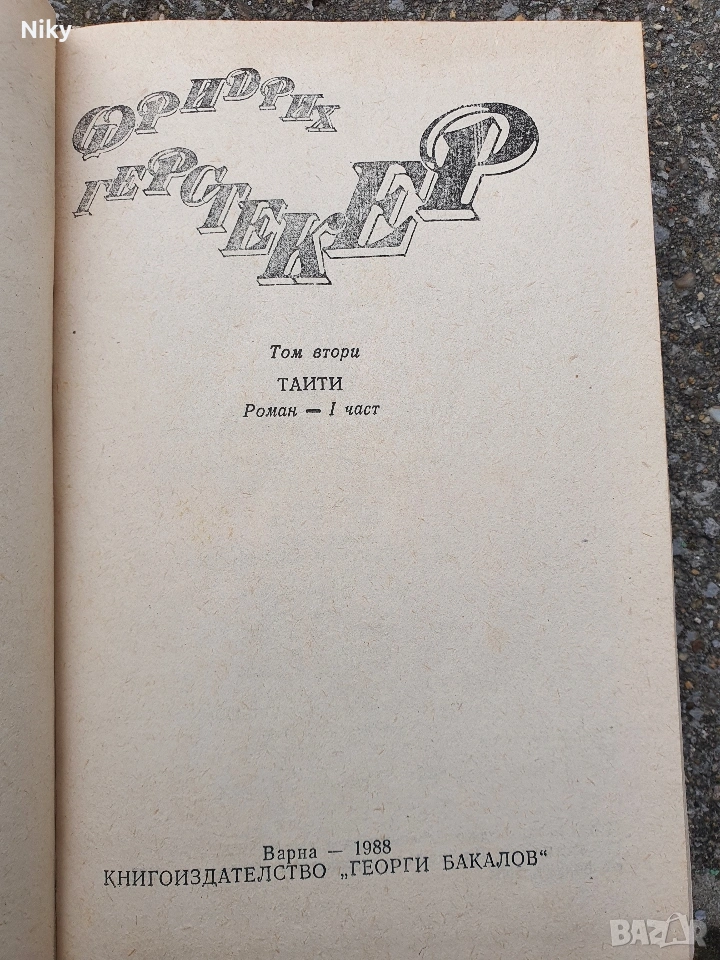 Niky
ФРИДРИХ
ГЕРСТЕКЕР
Том втори
ТАИТИ
Роман — I част
Варна — 1988
КНИГОИЗДАТЕЛСТВО „ГЕОРГИ БАКАЛОВ“
BAZAR